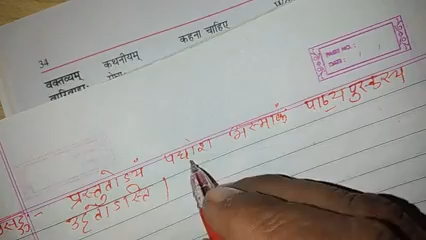 34
वक्तव्यम् कथनीयम् कहना चाहिए
PAGE NO.:
DATE:
प्रस्तुतोऽयं पद्यांश अस्माकं पाठ्यपुस्तकस्य
उद्दृतोऽस्ति।